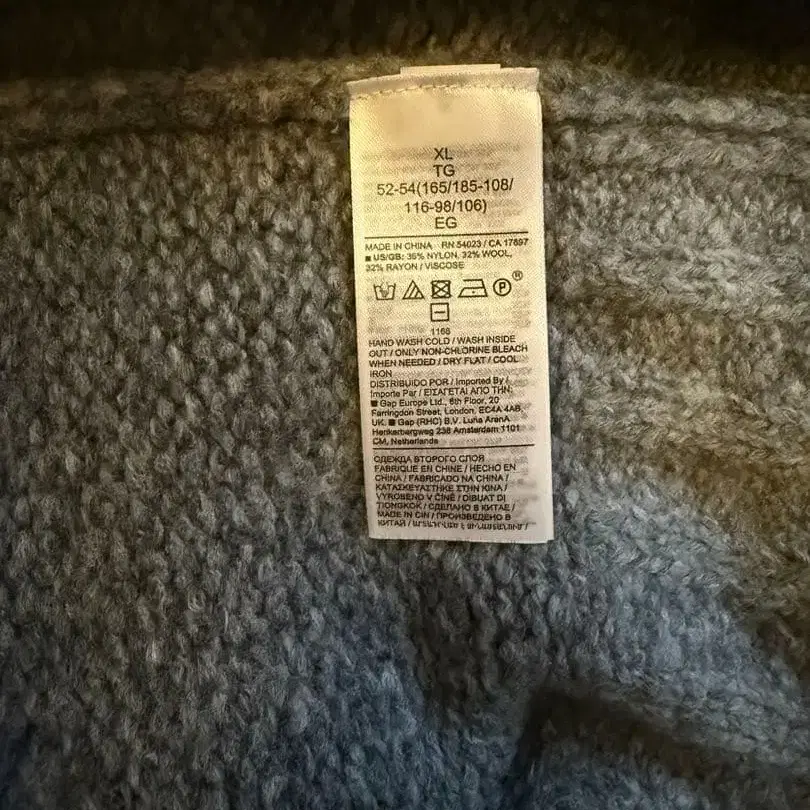 XL
TG
52-54(165/185-108/
116-98/106)
EG
MADE IN CHINA RN 54023 / CA 17897
■ US/GB: 36% NYLON, 32% WOOL,
32% RAYON / VISCOSE
P ®
1168
HAND WASH COLD / WASH INSIDE
OUT / ONLY NON-CHLORINE BLEACH
WHEN NEEDED / DRY FLAT / COOL
IRON
DISTRIBUIDO POR / Imported By /
Importe Par / ΕΙΣΑΓΕΤΑΙ ΑΠΟ ΤΗΝ:
■ Gap Europe Ltd., 6th Floor, 20
Farringdon Street, London, EC4A 4AB,
UK. ■ Gap (RHC) B.V. Luna ArenA
Herikerbergweg 238 Amsterdam 1101
CM, Netherlands
ОДЕЖДА ВТОРОГО СЛОЯ
FABRIQUE EN CHINE / HECHO EN
CHINA / FABRICADO NA CHINA /
ΚΑΤΑΣΚΕΥΑΣΤΗΚΕ ΣΤΗΝ ΚΙΝΑ /
VYROBENO V ČÍNĚ / DIBUAT DI
TIONGKOK / СДЕЛАНО В КИТАЕ /
MADE IN CIN / ПРОИЗВЕДЕНО В
КИТАЙ /